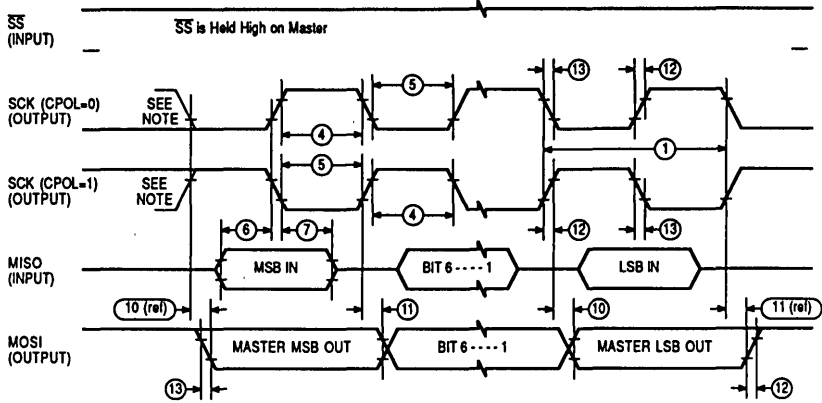 SS
(INPUT)
SS is Held High on Master
13
12
5
SCK (CPOL=0)
(OUTPUT)
SEE
NOTE
4
1
5
SCK (CPOL=1)
(OUTPUT)
SEE
NOTE
4
12
13
6
7
MISO
(INPUT)
MSB IN
BIT 6 - - - - 1
LSB IN
10 (ref)
11
10
11 (ref)
MOSI
(OUTPUT)
MASTER MSB OUT
BIT 6 - - - - 1
MASTER LSB OUT
13
12